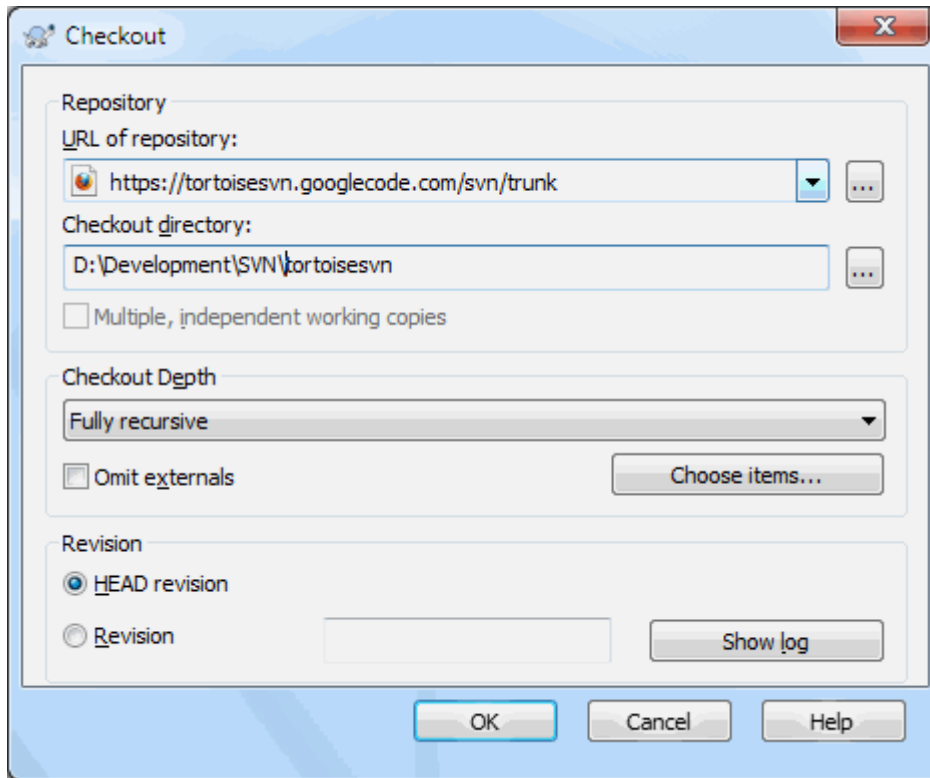 Checkout
X
Repository
URL of repository:
https://tortoisesvn.googlecode.com/svn/trunk
...
Checkout directory:
D:\Development\SVN\tortoisesvn
...
Multiple, independent working copies
Checkout Depth
Fully recursive
Omit externals
Choose items...
Revision
HEAD revision
Revision
Show log
OK Cancel Help